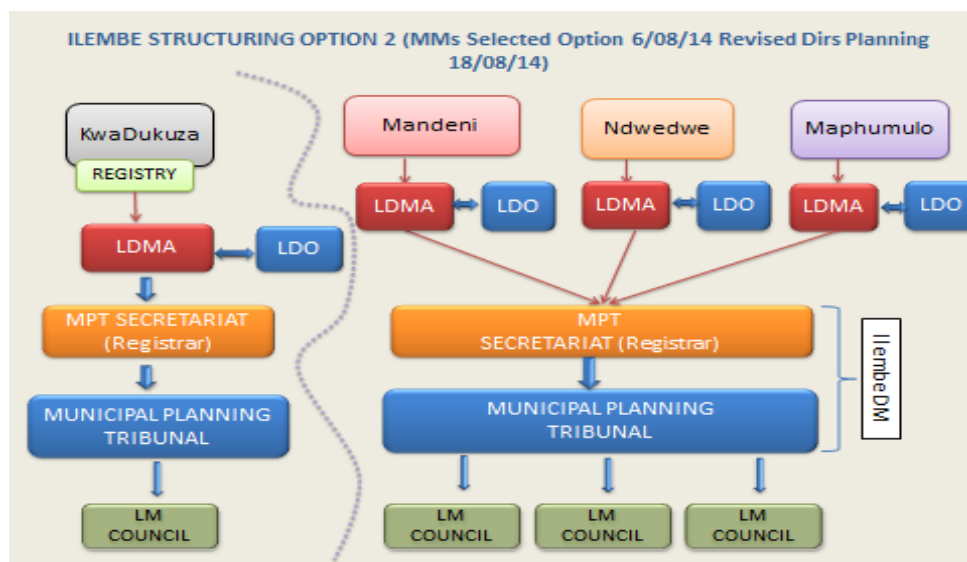 ILEMBE STRUCTURING OPTION 2 (MMs Selected Option 6/08/14 Revised Dirs Planning
18/08/14)
KwaDukuza
REGISTRY
LDMA
LDO
MPT SECRETARIAT
(Registrar)
MUNICIPAL PLANNING
TRIBUNAL
LM
COUNCIL
Mandeni
Ndwedwe
Maphumulo
LDMA
LDO
LDMA
LDO
LDMA
LDO
MPT
SECRETARIAT (Registrar)
MUNICIPAL PLANNING
TRIBUNAL
IlembeDM
LM
COUNCIL
LM
COUNCIL
LM
COUNCIL